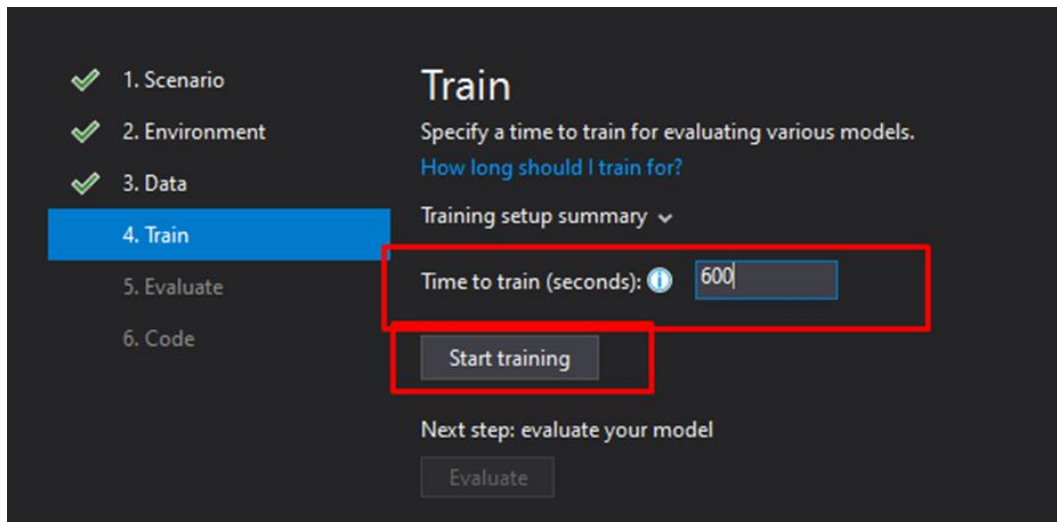 1. Scenario
2. Environment
3. Data
4. Train
5. Evaluate
6. Code
Train
Specify a time to train for evaluating various models.
How long should I train for?
Training setup summary
Time to train (seconds): 600
Start training
Next step: evaluate your model
Evaluate